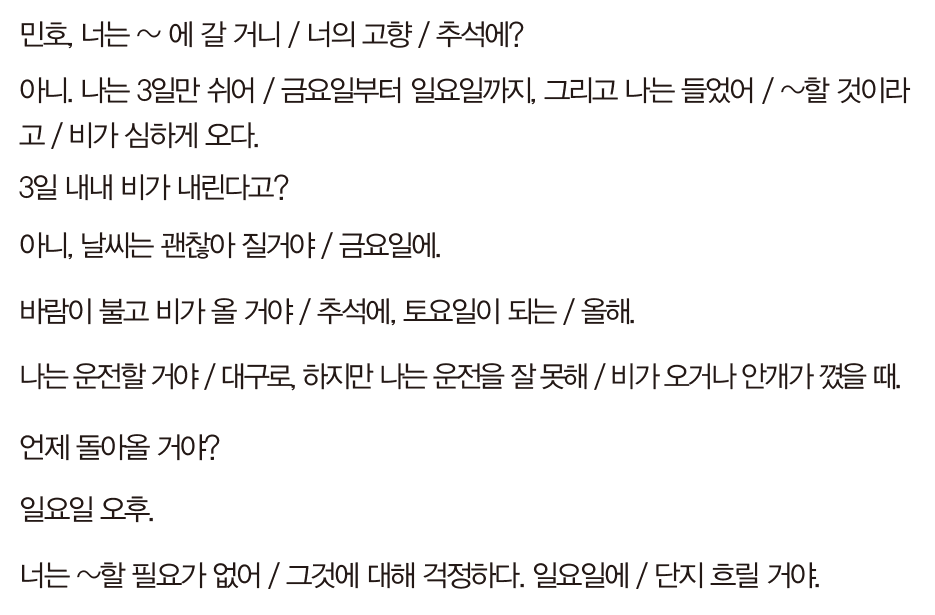 민호, 너는 ～ 에 갈 거니 / 너의 고향 / 추석에?
아니. 나는 3일만 쉬어 / 금요일부터 일요일까지, 그리고 나는 들었어 / ～할 것이라
고 / 비가 심하게 오다.
3일 내내 비가 내린다고?
아니, 날씨는 괜찮아 질거야 / 금요일에.
바람이 불고 비가 올 거야 / 추석에, 토요일이 되는 / 올해.
나는 운전할 거야 / 대구로, 하지만 나는 운전을 잘 못해 / 비가 오거나 안개가 꼈을 때.
언제 돌아올 거야?
일요일 오후.
너는 ～할 필요가 없어 / 그것에 대해 걱정하다. 일요일에 / 단지 흐릴 거야.